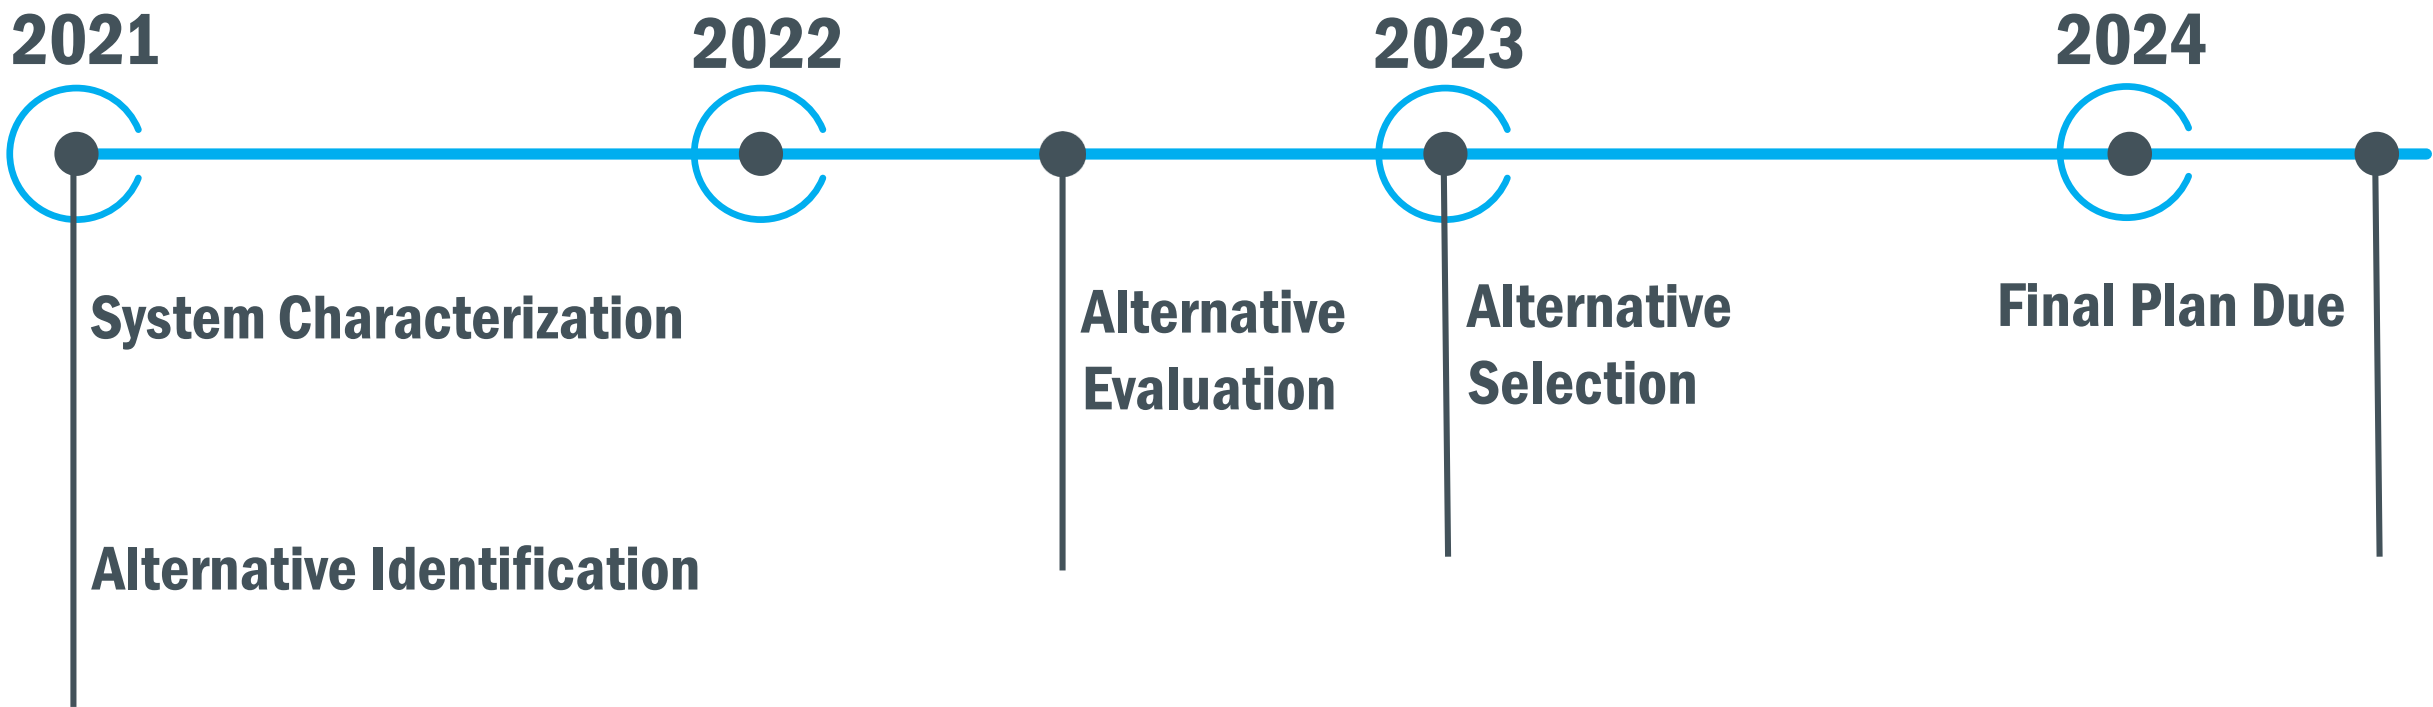 2021
2022
2023
2024
System Characterization
Alternative Identification
Alternative
Evaluation
Alternative
Selection
Final Plan Due